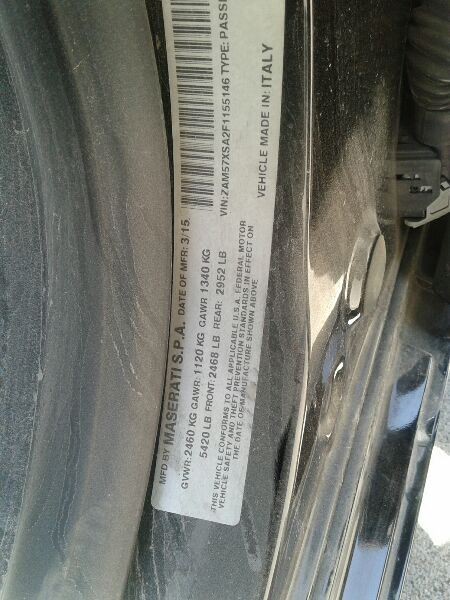 MFD BY MASERATI S.P.A. DATE OF MFR: 3/15
GVWR: 2460 KG GAWR: 1120 KG GAWR 1340 KG
5420 LB FRONT: 2468 LB REAR: 2952 LB
THIS VEHICLE CONFORMS TO ALL APPLICABLE U.S.A. FEDERAL MOTOR
VEHICLE SAFETY AND THEFT PREVENTION STANDARDS IN EFFECT ON
THE DATE OF MANUFACTURE SHOWN ABOVE
VIN: ZAM57XSA2F1155146 TYPE: PASSE
VEHICLE MADE IN: ITALY